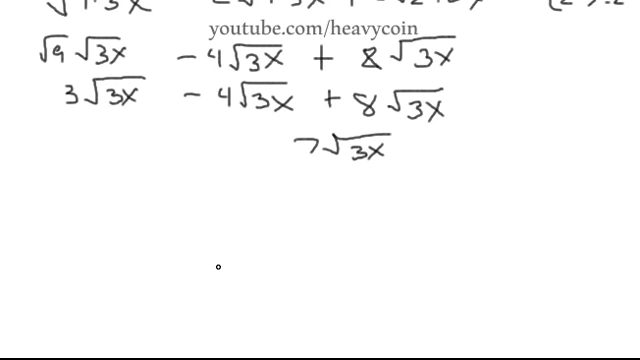 youtube.com/heavycoin
√9 √3x - 4√3x + 8√3x
3√3x - 4√3x + 8√3x
7√3x